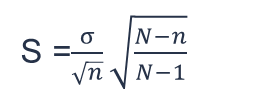 S = σ/√n √((N−n)/(N−1))